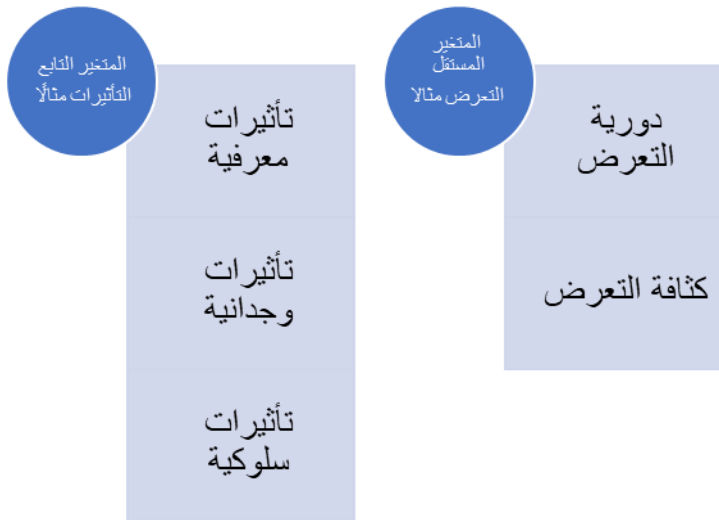 المتغير
المستقل
التعرض مثالا
دورية
التعرض
كثافة التعرض
المتغير التابع
التأثيرات مثالًا
تأثيرات
معرفية
تأثيرات
وجدانية
تأثيرات
سلوكية